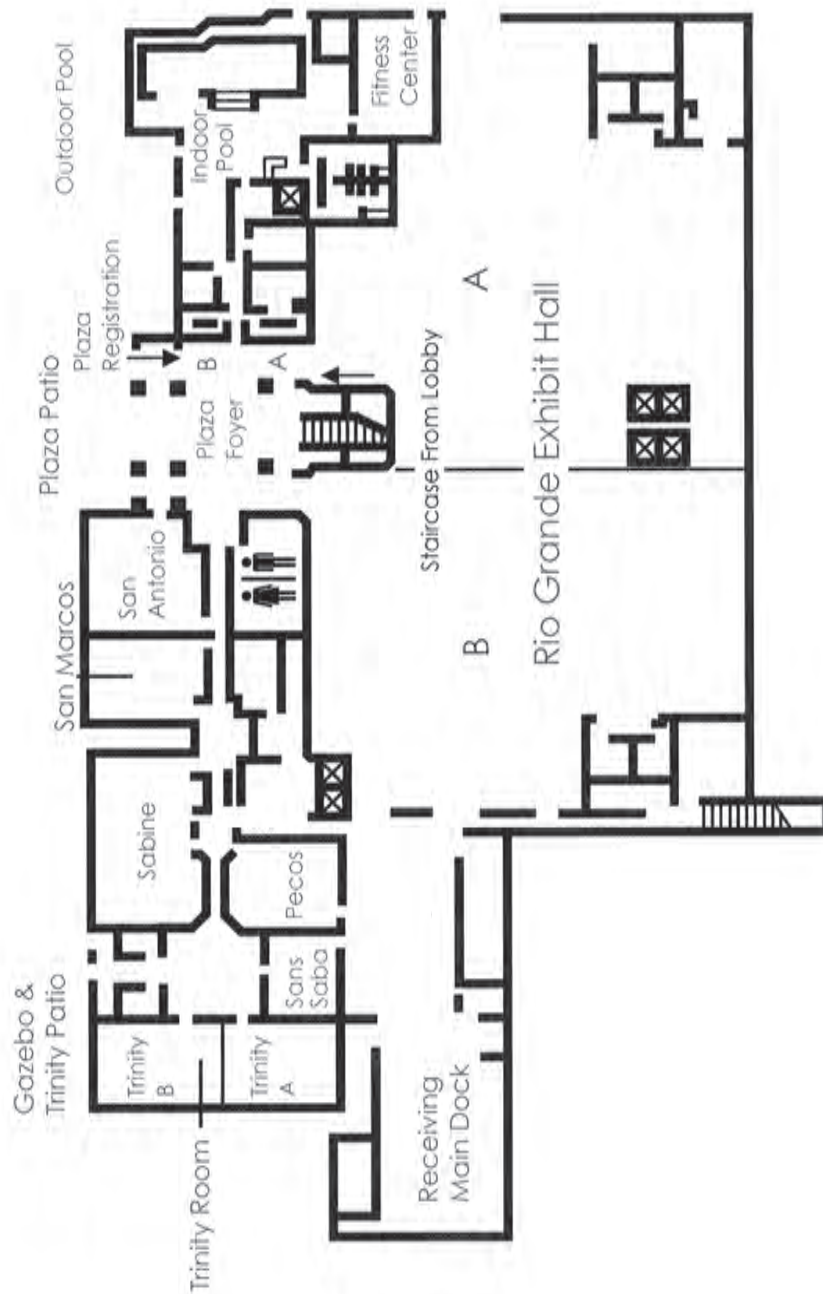 Gazebo &
Trinity Patio
San Marcos
Plaza Patio
Plaza
Registration
Outdoor Pool
Trinity Room
Trinity
B
Trinity
A
Sans
Saba
Pecos
Sabine
San
Antonio
Plaza
Foyer
B
A
Indoor
Pool
Fitness
Center
Staircase From Lobby
Receiving
Main Dock
B
A
Rio Grande Exhibit Hall